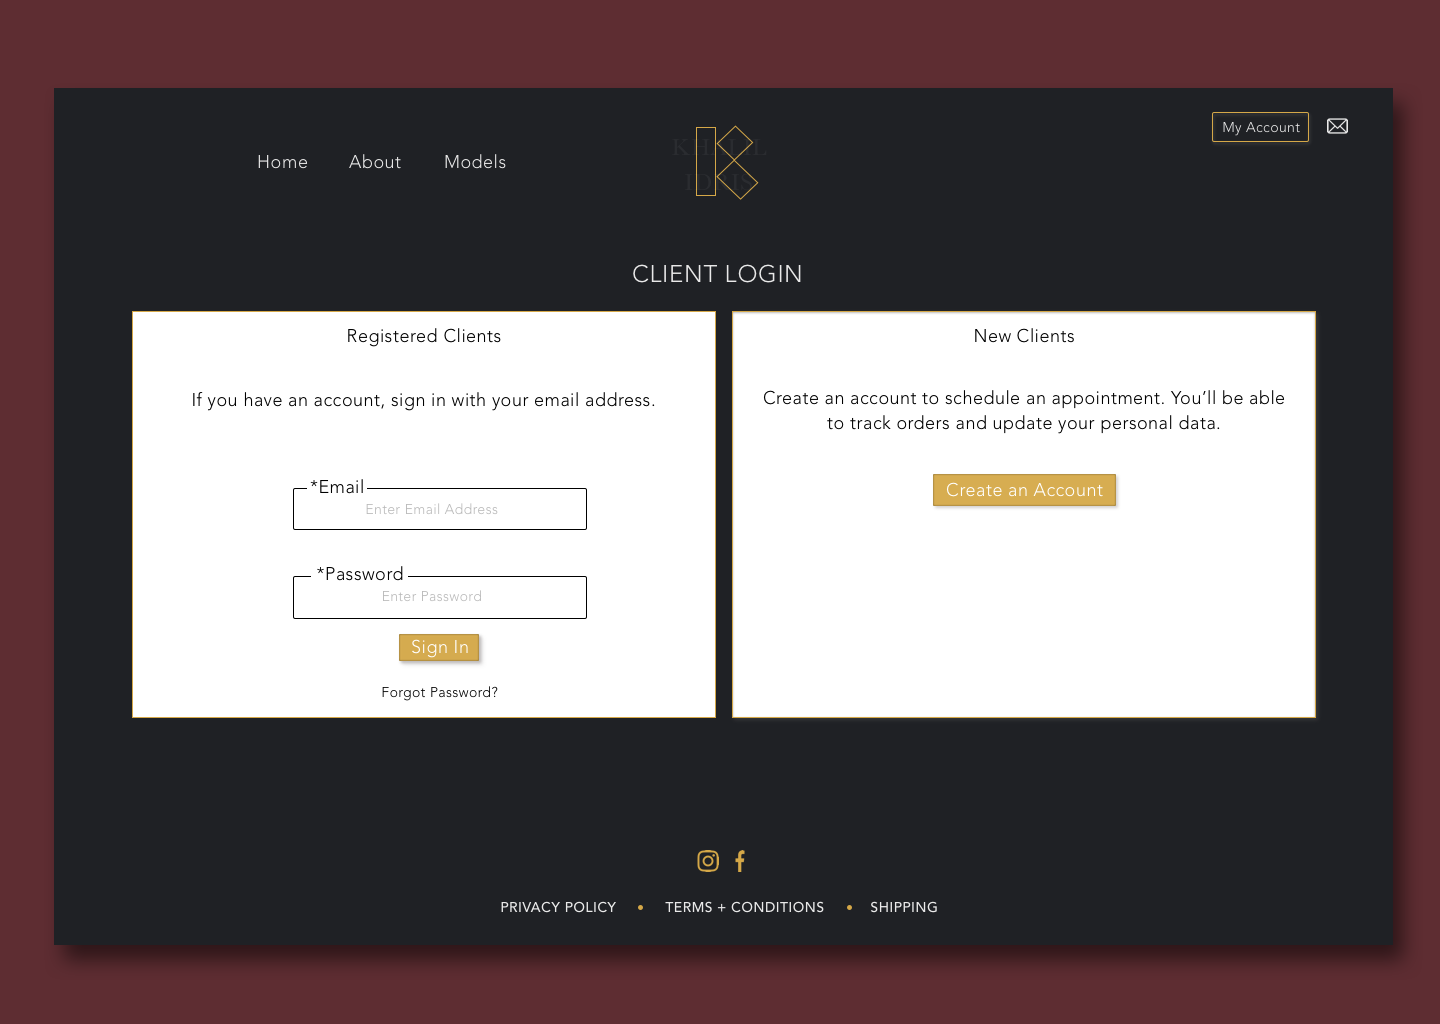 My Account
Home About Models
KHALIL
IDRIS
CLIENT LOGIN
Registered Clients
If you have an account, sign in with your email address.
*Email
Enter Email Address
*Password
Enter Password
Sign In
Forgot Password?
New Clients
Create an account to schedule an appointment. You’ll be able
to track orders and update your personal data.
Create an Account
PRIVACY POLICY • TERMS + CONDITIONS • SHIPPING